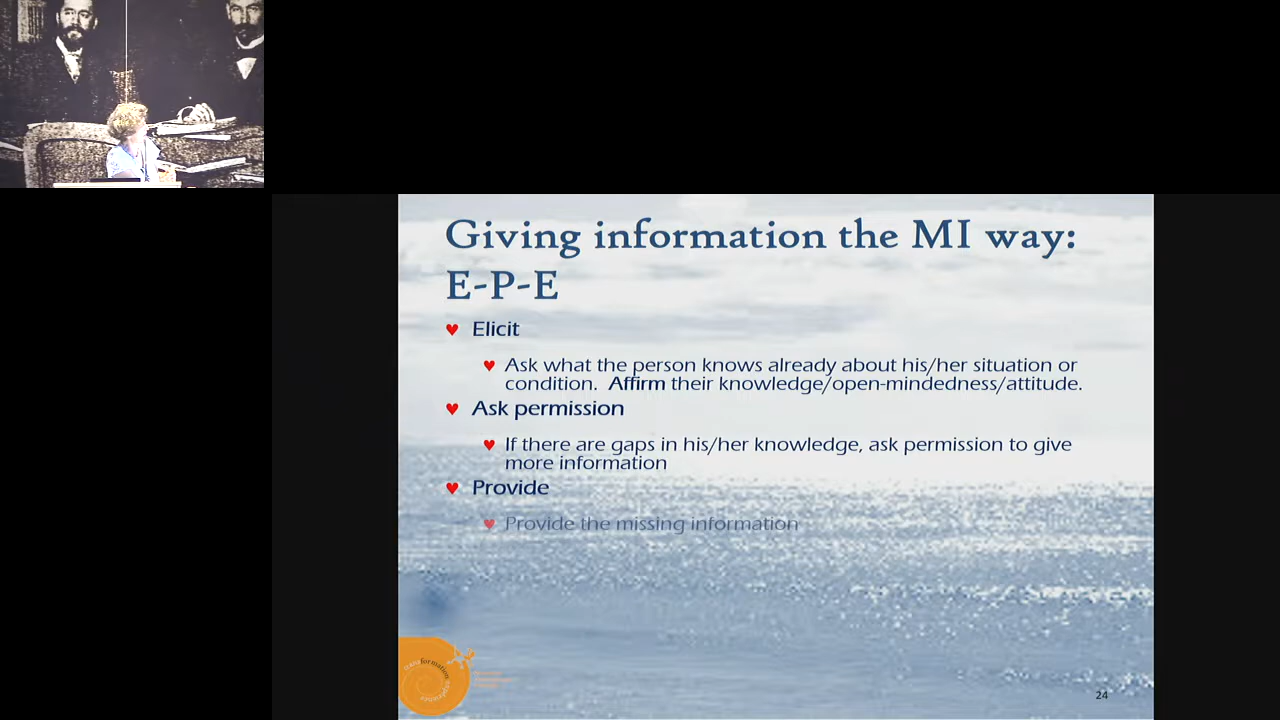 Giving information the MI way:
E-P-E
Elicit
Ask what the person knows already about his/her situation or
condition. Affirm their knowledge/open-mindedness/attitude.
Ask permission
If there are gaps in his/her knowledge, ask permission to give
more information
Provide
Provide the missing information
24